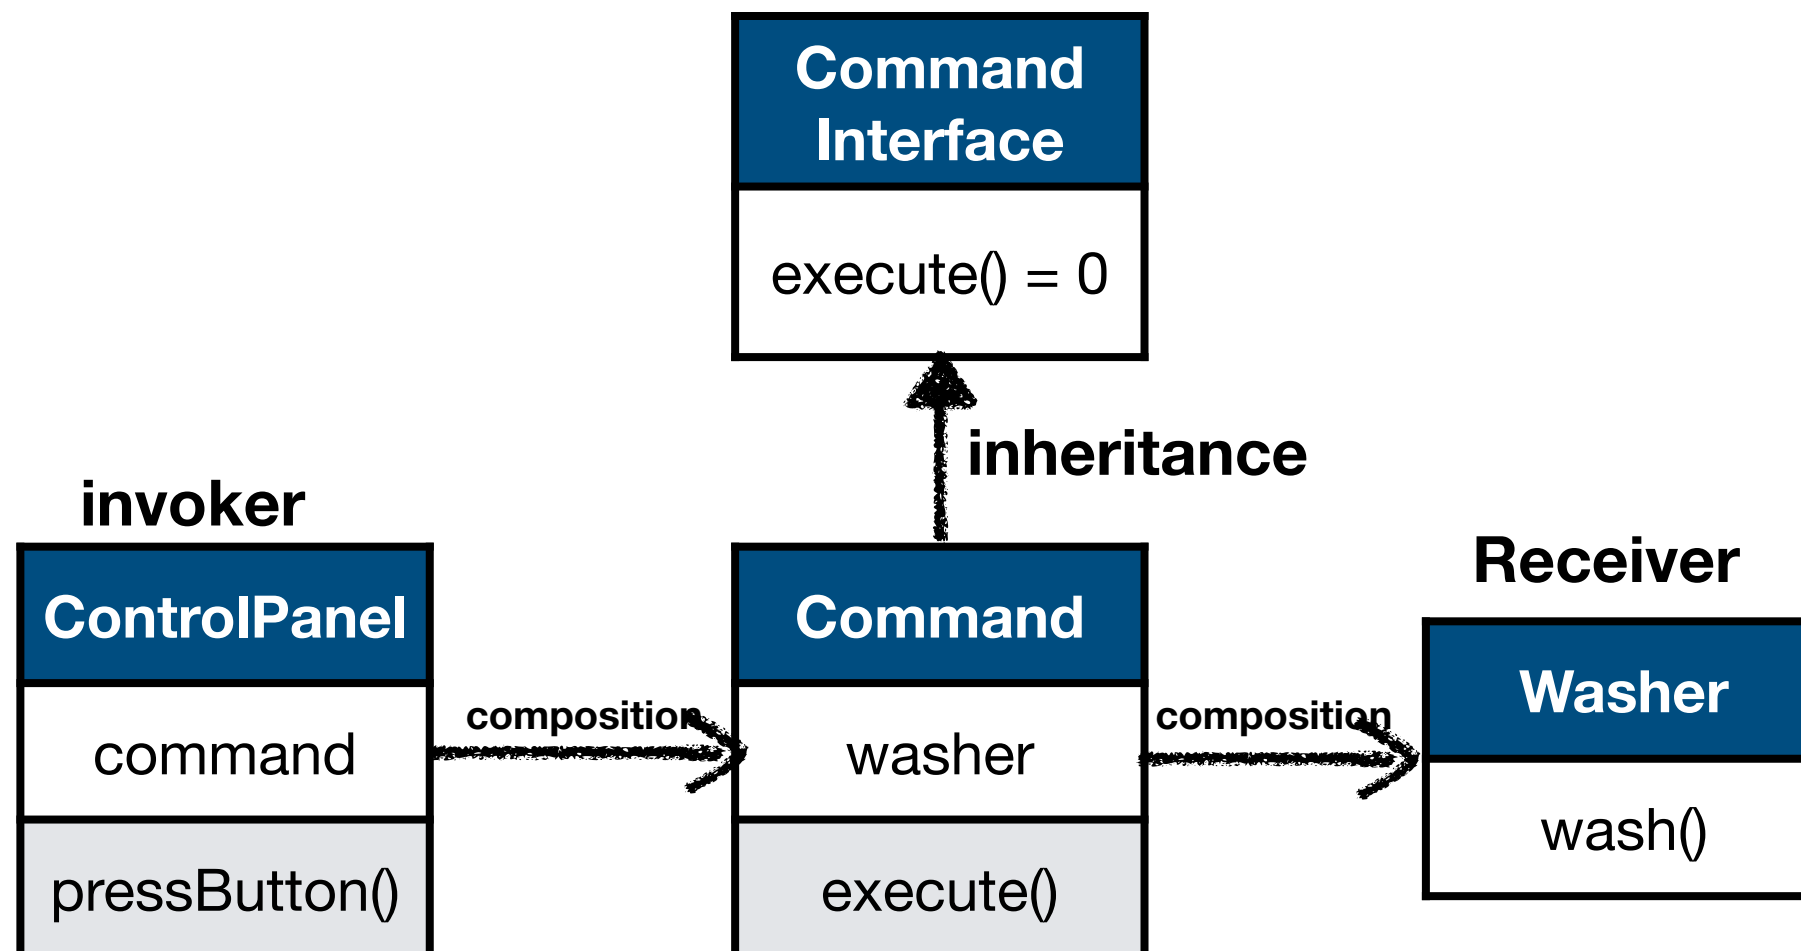 Command
Interface
execute() = 0
inheritance
invoker
ControlPanel
command
pressButton()
composition
Command
washer
execute()
composition
Receiver
Washer
wash()